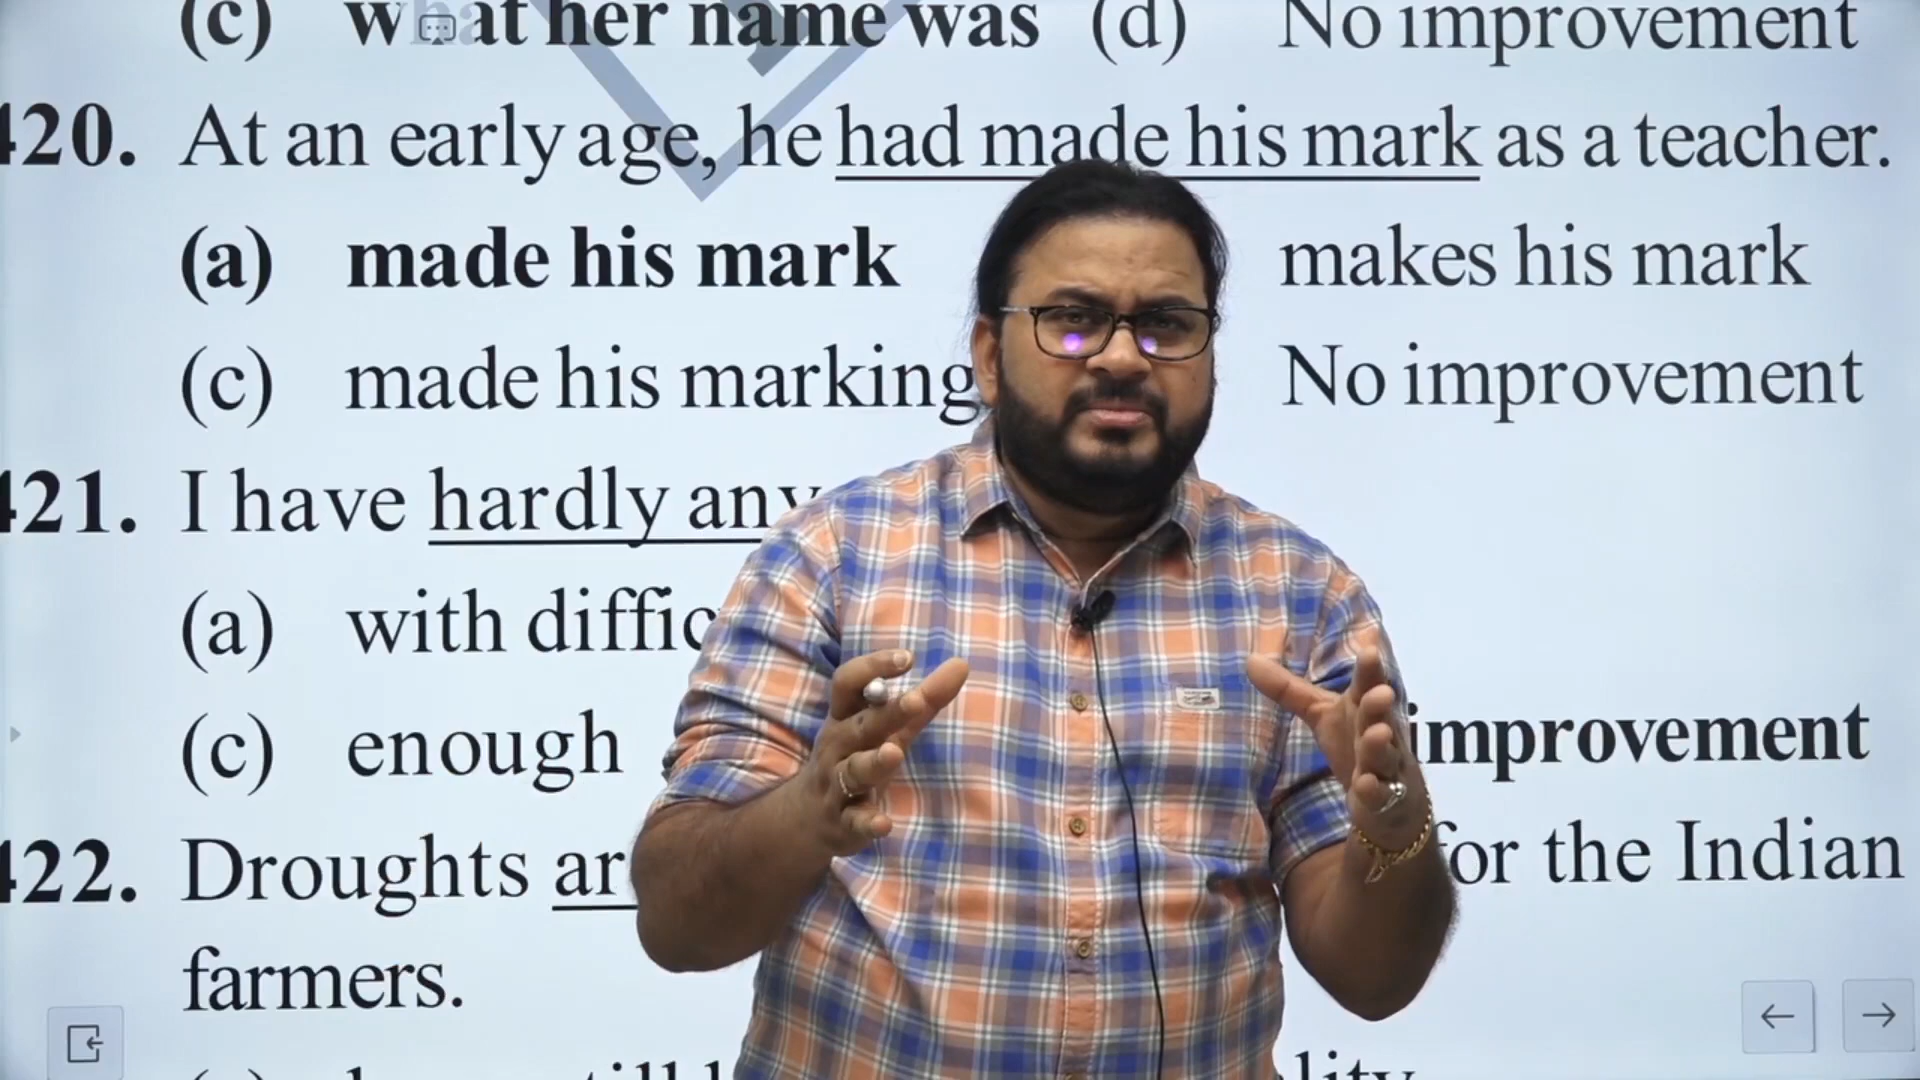 (c) what her name was (d) No improvement
420. At an early age, he had made his mark as a teacher.
(a) made his mark makes his mark
(c) made his marking No improvement
421. I have hardly any
(a) with
(c) enough improvement
422. Droughts for the Indian
farmers.